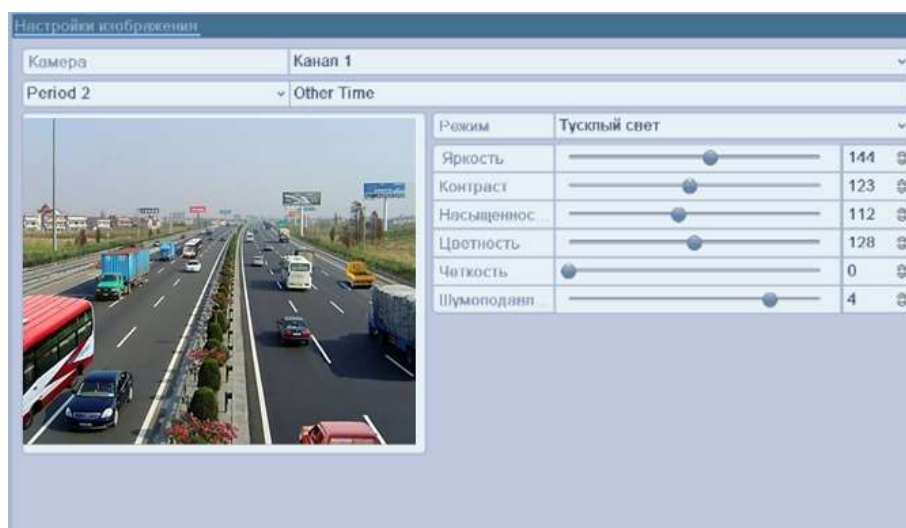 Настройки изображения
Камера Канал 1
Period 2 Other Time
Режим Тусклый свет
Яркость 144
Контраст 123
Насыщеннос... 112
Цветность 128
Четкость 0
Шумоподавл... 4